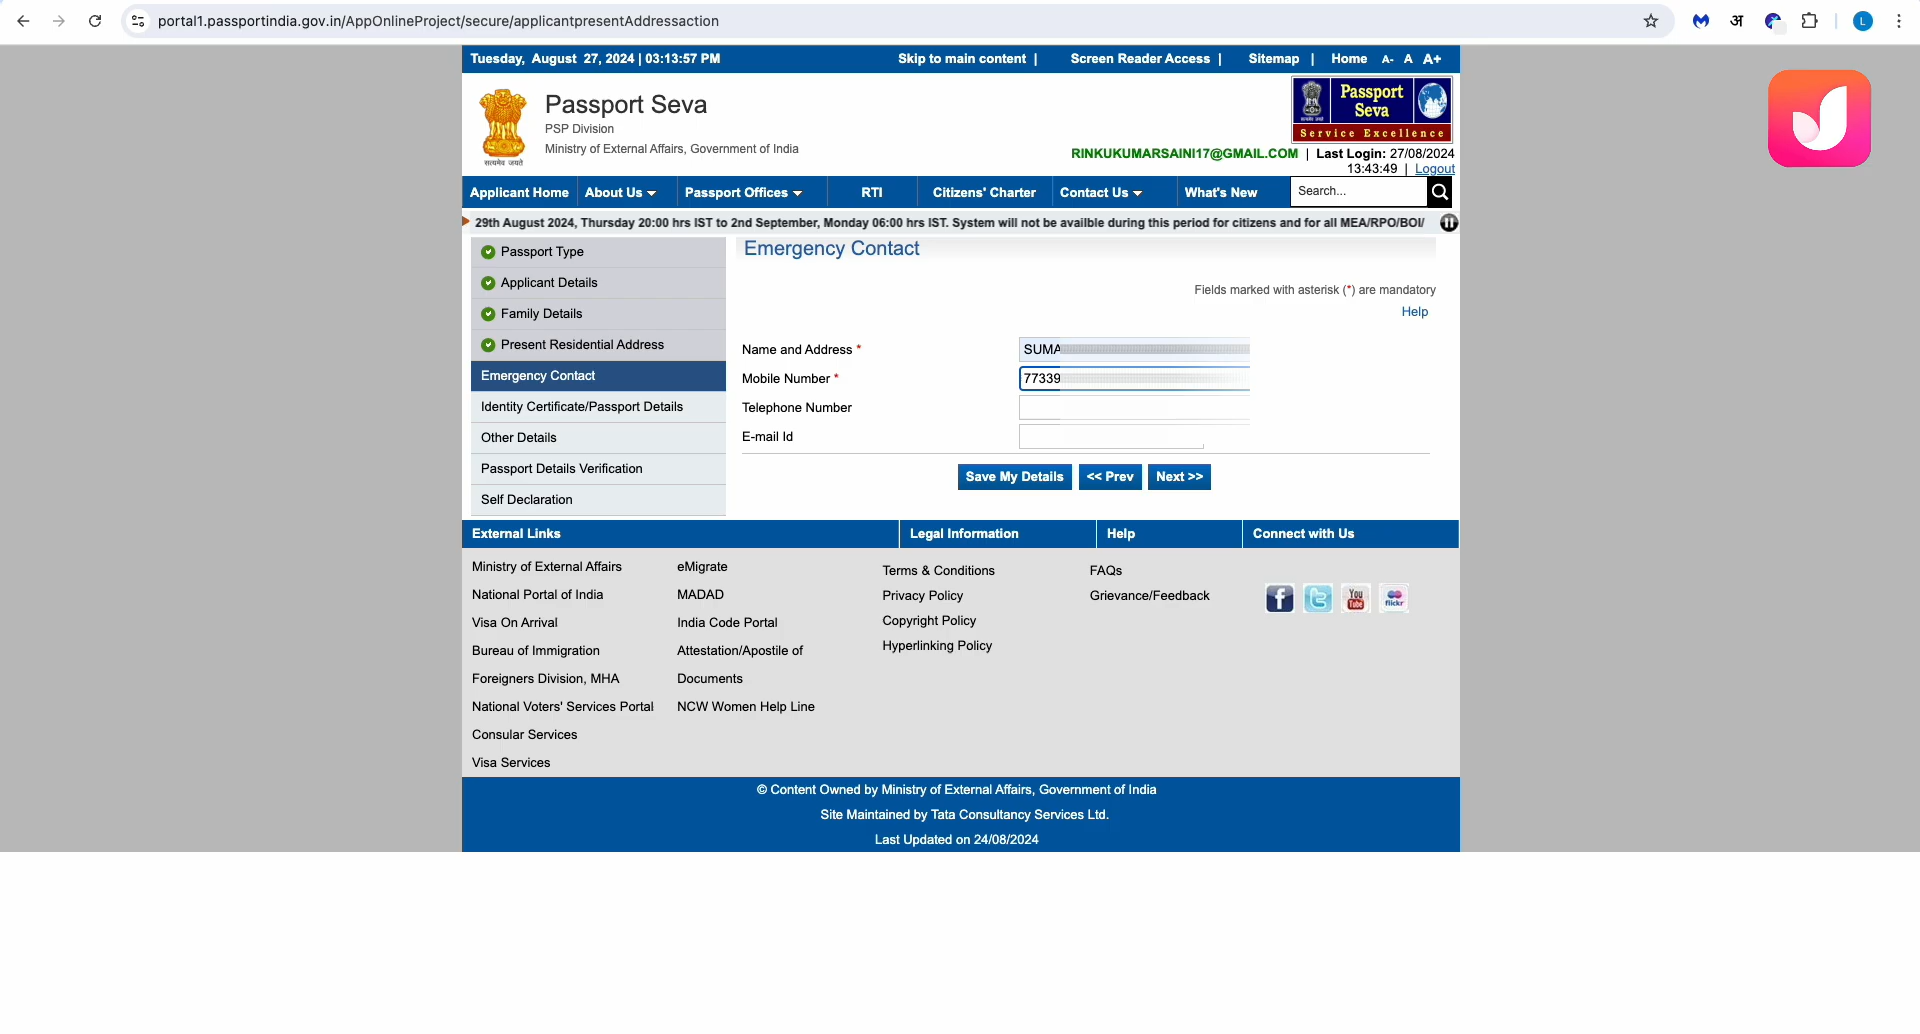 portal1.passportindia.gov.in/AppOnlineProject/secure/applicantpresentAddressaction
अ
L
Tuesday, August 27, 2024 | 03:13:57 PM
Skip to main content | Screen Reader Access | Sitemap | Home A- A A+
Passport Seva
PSP Division
Ministry of External Affairs, Government of India
सत्यमेव जयते
Passport
Seva
Service Excellence
RINKUKUMARSAINI17@GMAIL.COM | Last Login: 27/08/2024
13:43:49 | Logout
Applicant Home About Us Passport Offices RTI Citizens' Charter Contact Us What's New Search...
29th August 2024, Thursday 20:00 hrs IST to 2nd September, Monday 06:00 hrs IST. System will not be availble during this period for citizens and for all MEA/RPO/BOI/
Passport Type
Applicant Details
Family Details
Present Residential Address
Emergency Contact
Identity Certificate/Passport Details
Other Details
Passport Details Verification
Self Declaration
Emergency Contact
Fields marked with asterisk (*) are mandatory
Help
Name and Address * SUMA
Mobile Number * 77339
Telephone Number
E-mail Id
Save My Details << Prev Next >>
External Links
Ministry of External Affairs
National Portal of India
Visa On Arrival
Bureau of Immigration
Foreigners Division, MHA
National Voters' Services Portal
Consular Services
Visa Services
eMigrate
MADAD
India Code Portal
Attestation/Apostile of
Documents
NCW Women Help Line
Legal Information
Terms & Conditions
Privacy Policy
Copyright Policy
Hyperlinking Policy
Help
FAQs
Grievance/Feedback
Connect with Us
You
Tube
flickr
© Content Owned by Ministry of External Affairs, Government of India
Site Maintained by Tata Consultancy Services Ltd.
Last Updated on 24/08/2024